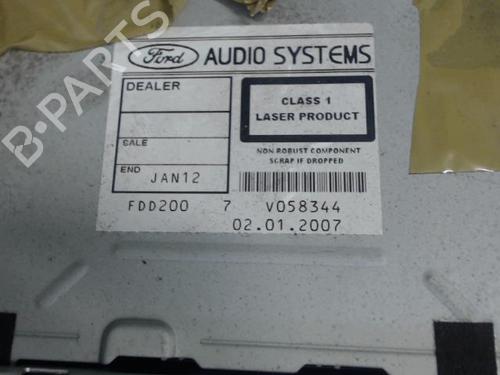 Ford AUDIO SYSTEMS
DEALER
SALE
END JAN12
CLASS 1
LASER PRODUCT
NON ROBUST COMPONENT
SCRAP IF DROPPED
FDD200 7 V058344
02.01.2007
B-PARTS